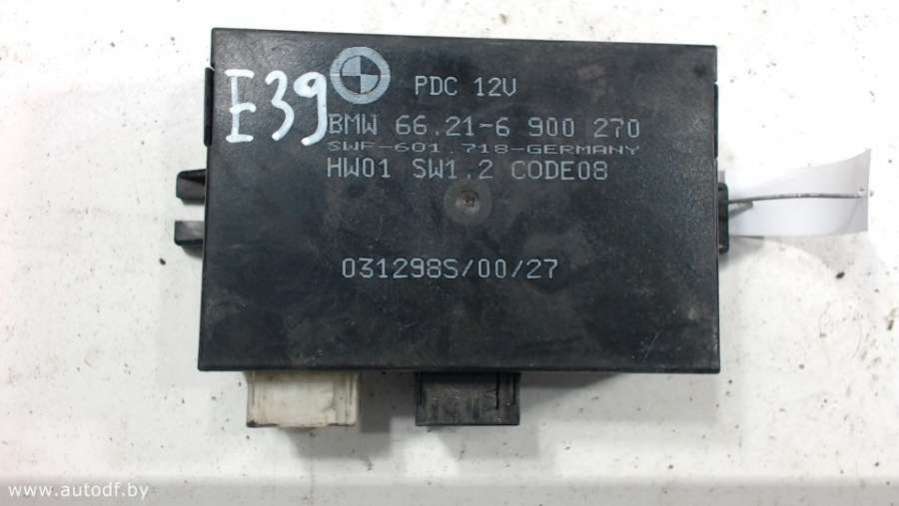 E39
PDC 12V
BMW 66.21-6 900 270
SWF-601.718-GERMANY
HW01 SW1.2 CODE08
031298S/00/27
www.autodf.by